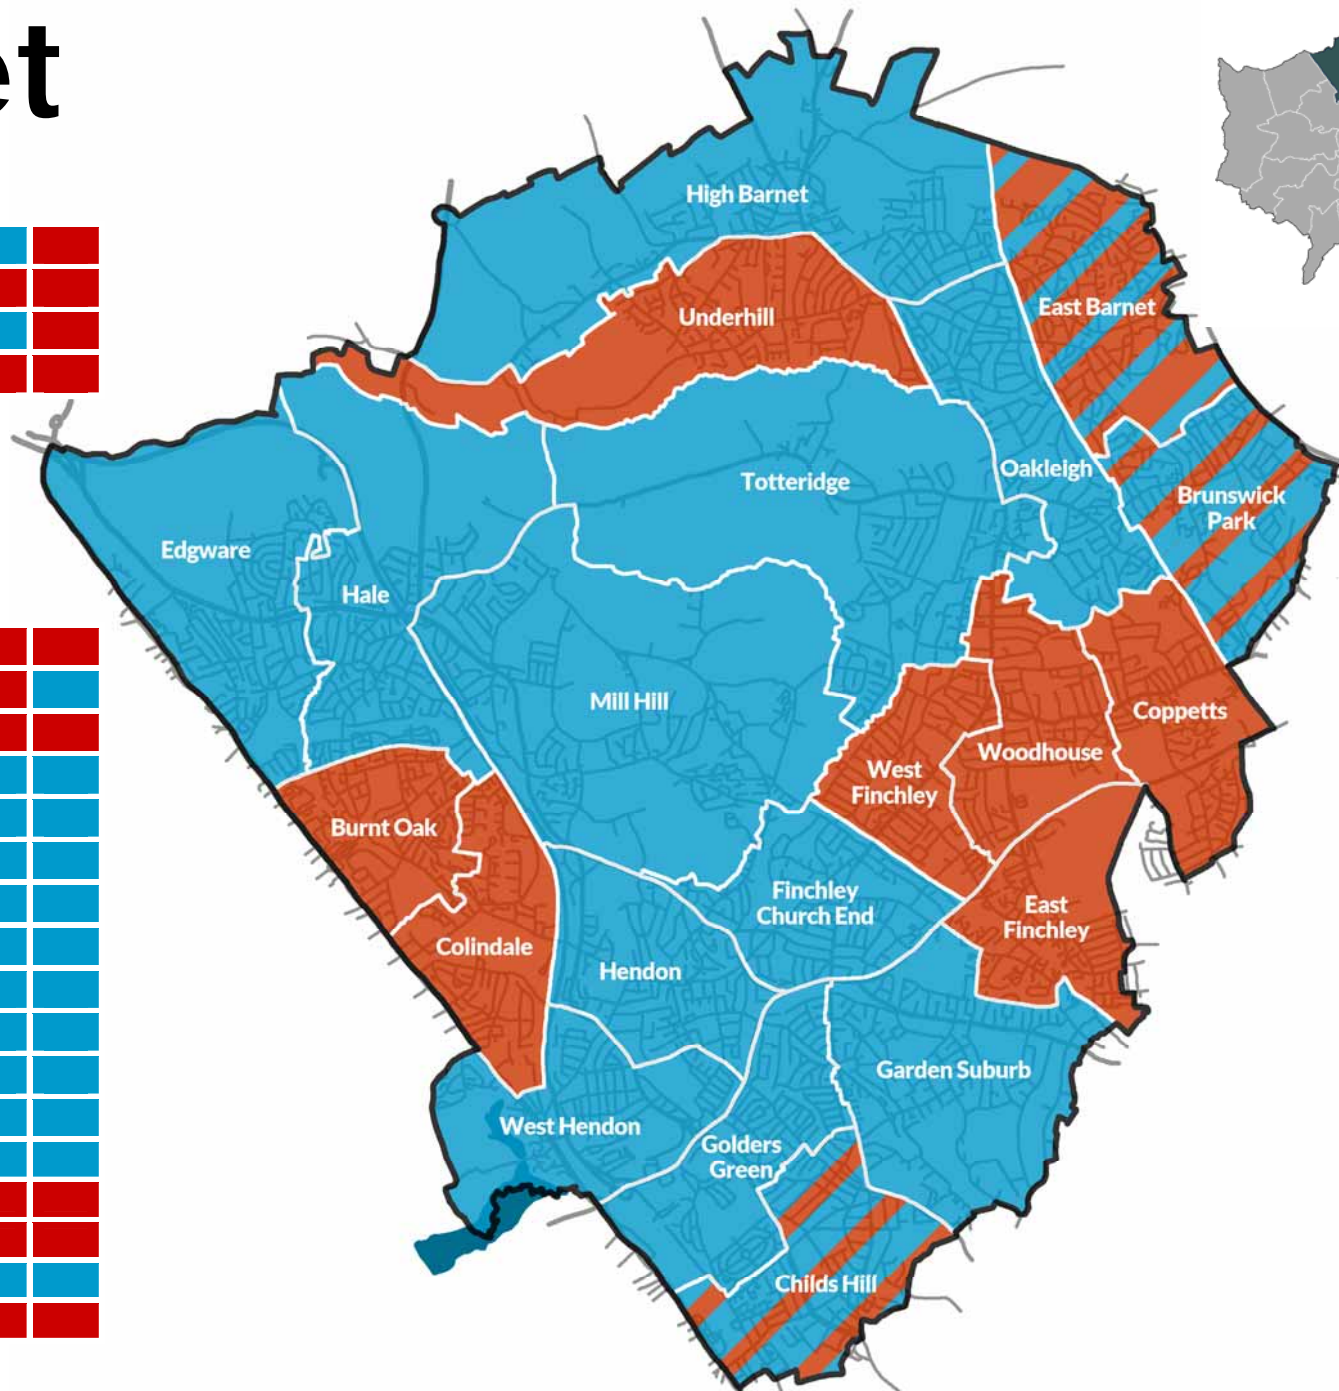 et
High Barnet
Underhill
East Barnet
Oakleigh
Totteridge
Brunswick
Park
Edgware
Hale
Mill Hill
Coppetts
Woodhouse
West
Finchley
Burnt Oak
Finchley
Church End
East
Finchley
Colindale
Hendon
Garden Suburb
West Hendon
Golders
Green
Childs Hill